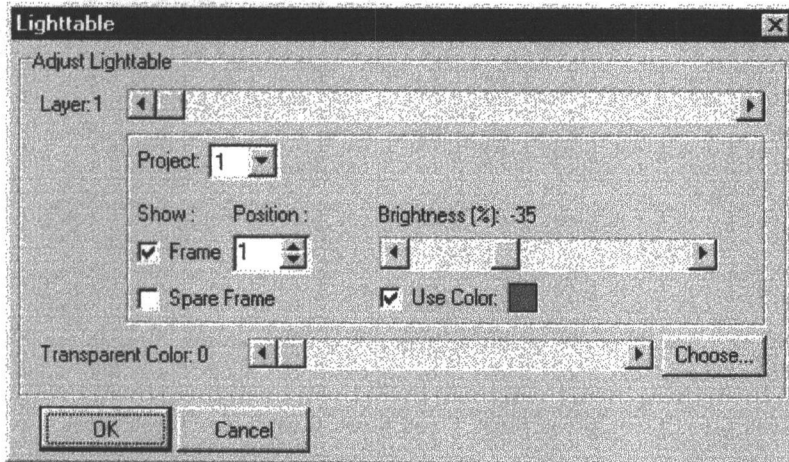 Lighttable
Adjust Lighttable
Layer: 1
Project: 1
Show : Position : Brightness (%): -35
Frame 1
Spare Frame Use Color:
Transparent Color: 0 Choose...
OK Cancel